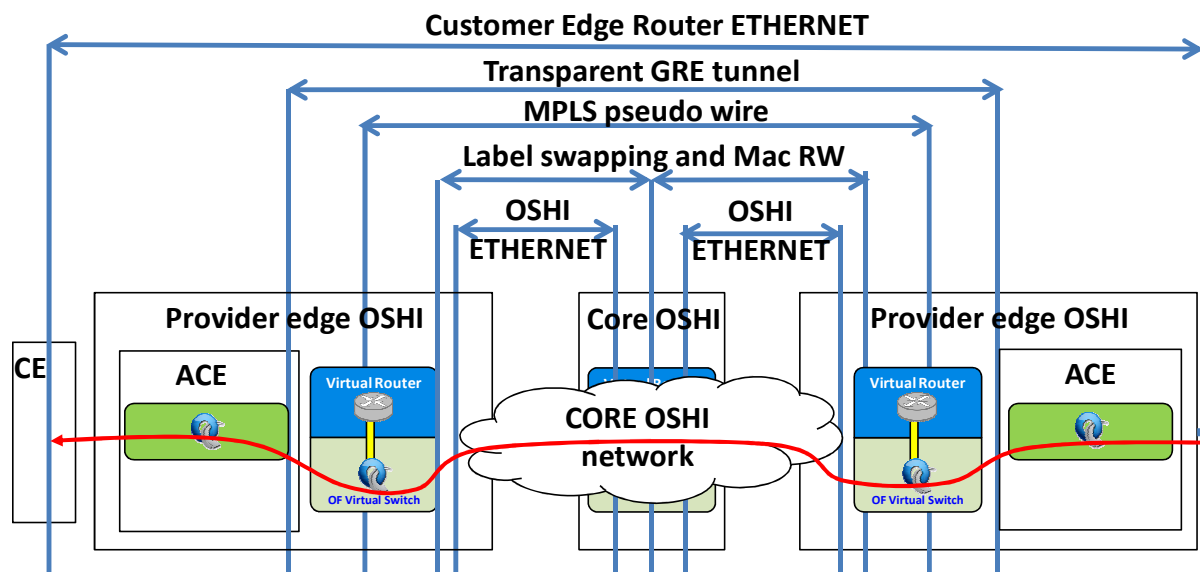 Customer Edge Router ETHERNET
Transparent GRE tunnel
MPLS pseudo wire
Label swapping and Mac RW
OSHI
ETHERNET
OSHI
ETHERNET
Provider edge OSHI
Core OSHI
Provider edge OSHI
CE
ACE
Virtual Router
Virtual Router
ACE
CORE OSHI
network
OF Virtual Switch
OF Virtual Switch